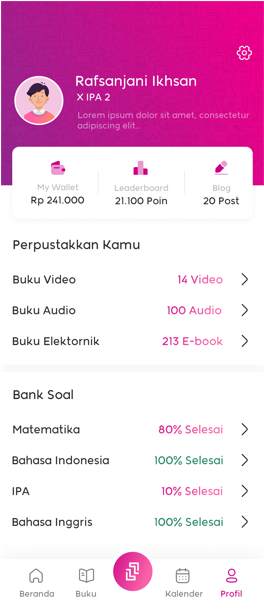 Rafsanjani Ikhsan
X IPA 2
Lorem ipsum dolor sit amet, consectetur
adipiscing elit..
My Wallet
Rp 241.000
Leaderboard
21.100 Poin
Blog
20 Post
Perpustakkan Kamu
Buku Video 14 Video
Buku Audio 100 Audio
Buku Elektornik 213 E-book
Bank Soal
Matematika 80% Selesai
Bahasa Indonesia 100% Selesai
IPA 10% Selesai
Bahasa Inggris 100% Selesai
Beranda Buku Kalender Profil